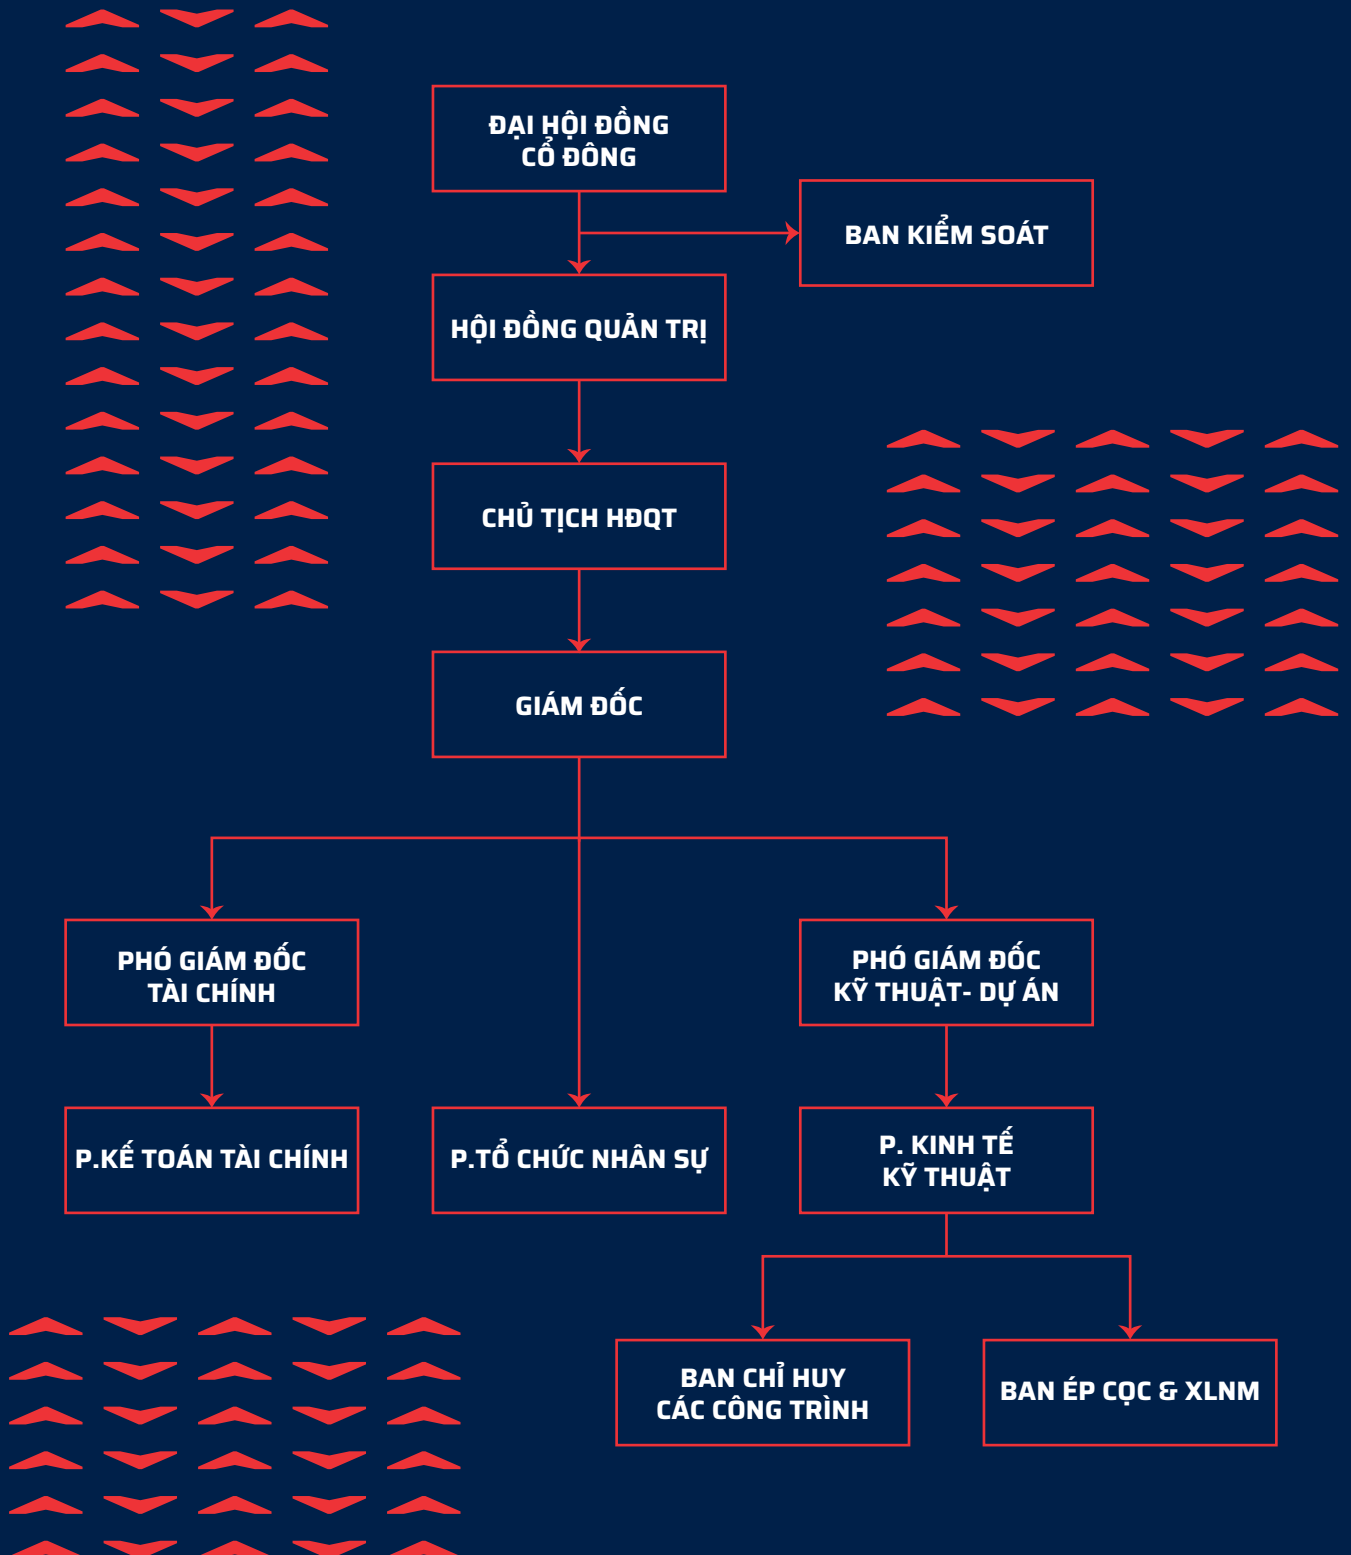 ĐẠI HỘI ĐỒNG
CỔ ĐÔNG
BAN KIỂM SOÁT
HỘI ĐỒNG QUẢN TRỊ
CHỦ TỊCH HĐQT
GIÁM ĐỐC
PHÓ GIÁM ĐỐC
TÀI CHÍNH
PHÓ GIÁM ĐỐC
KỸ THUẬT- DỰ ÁN
P.KẾ TOÁN TÀI CHÍNH
P.TỔ CHỨC NHÂN SỰ
P. KINH TẾ
KỸ THUẬT
BAN CHỈ HUY
CÁC CÔNG TRÌNH
BAN ÉP CỌC & XLNM